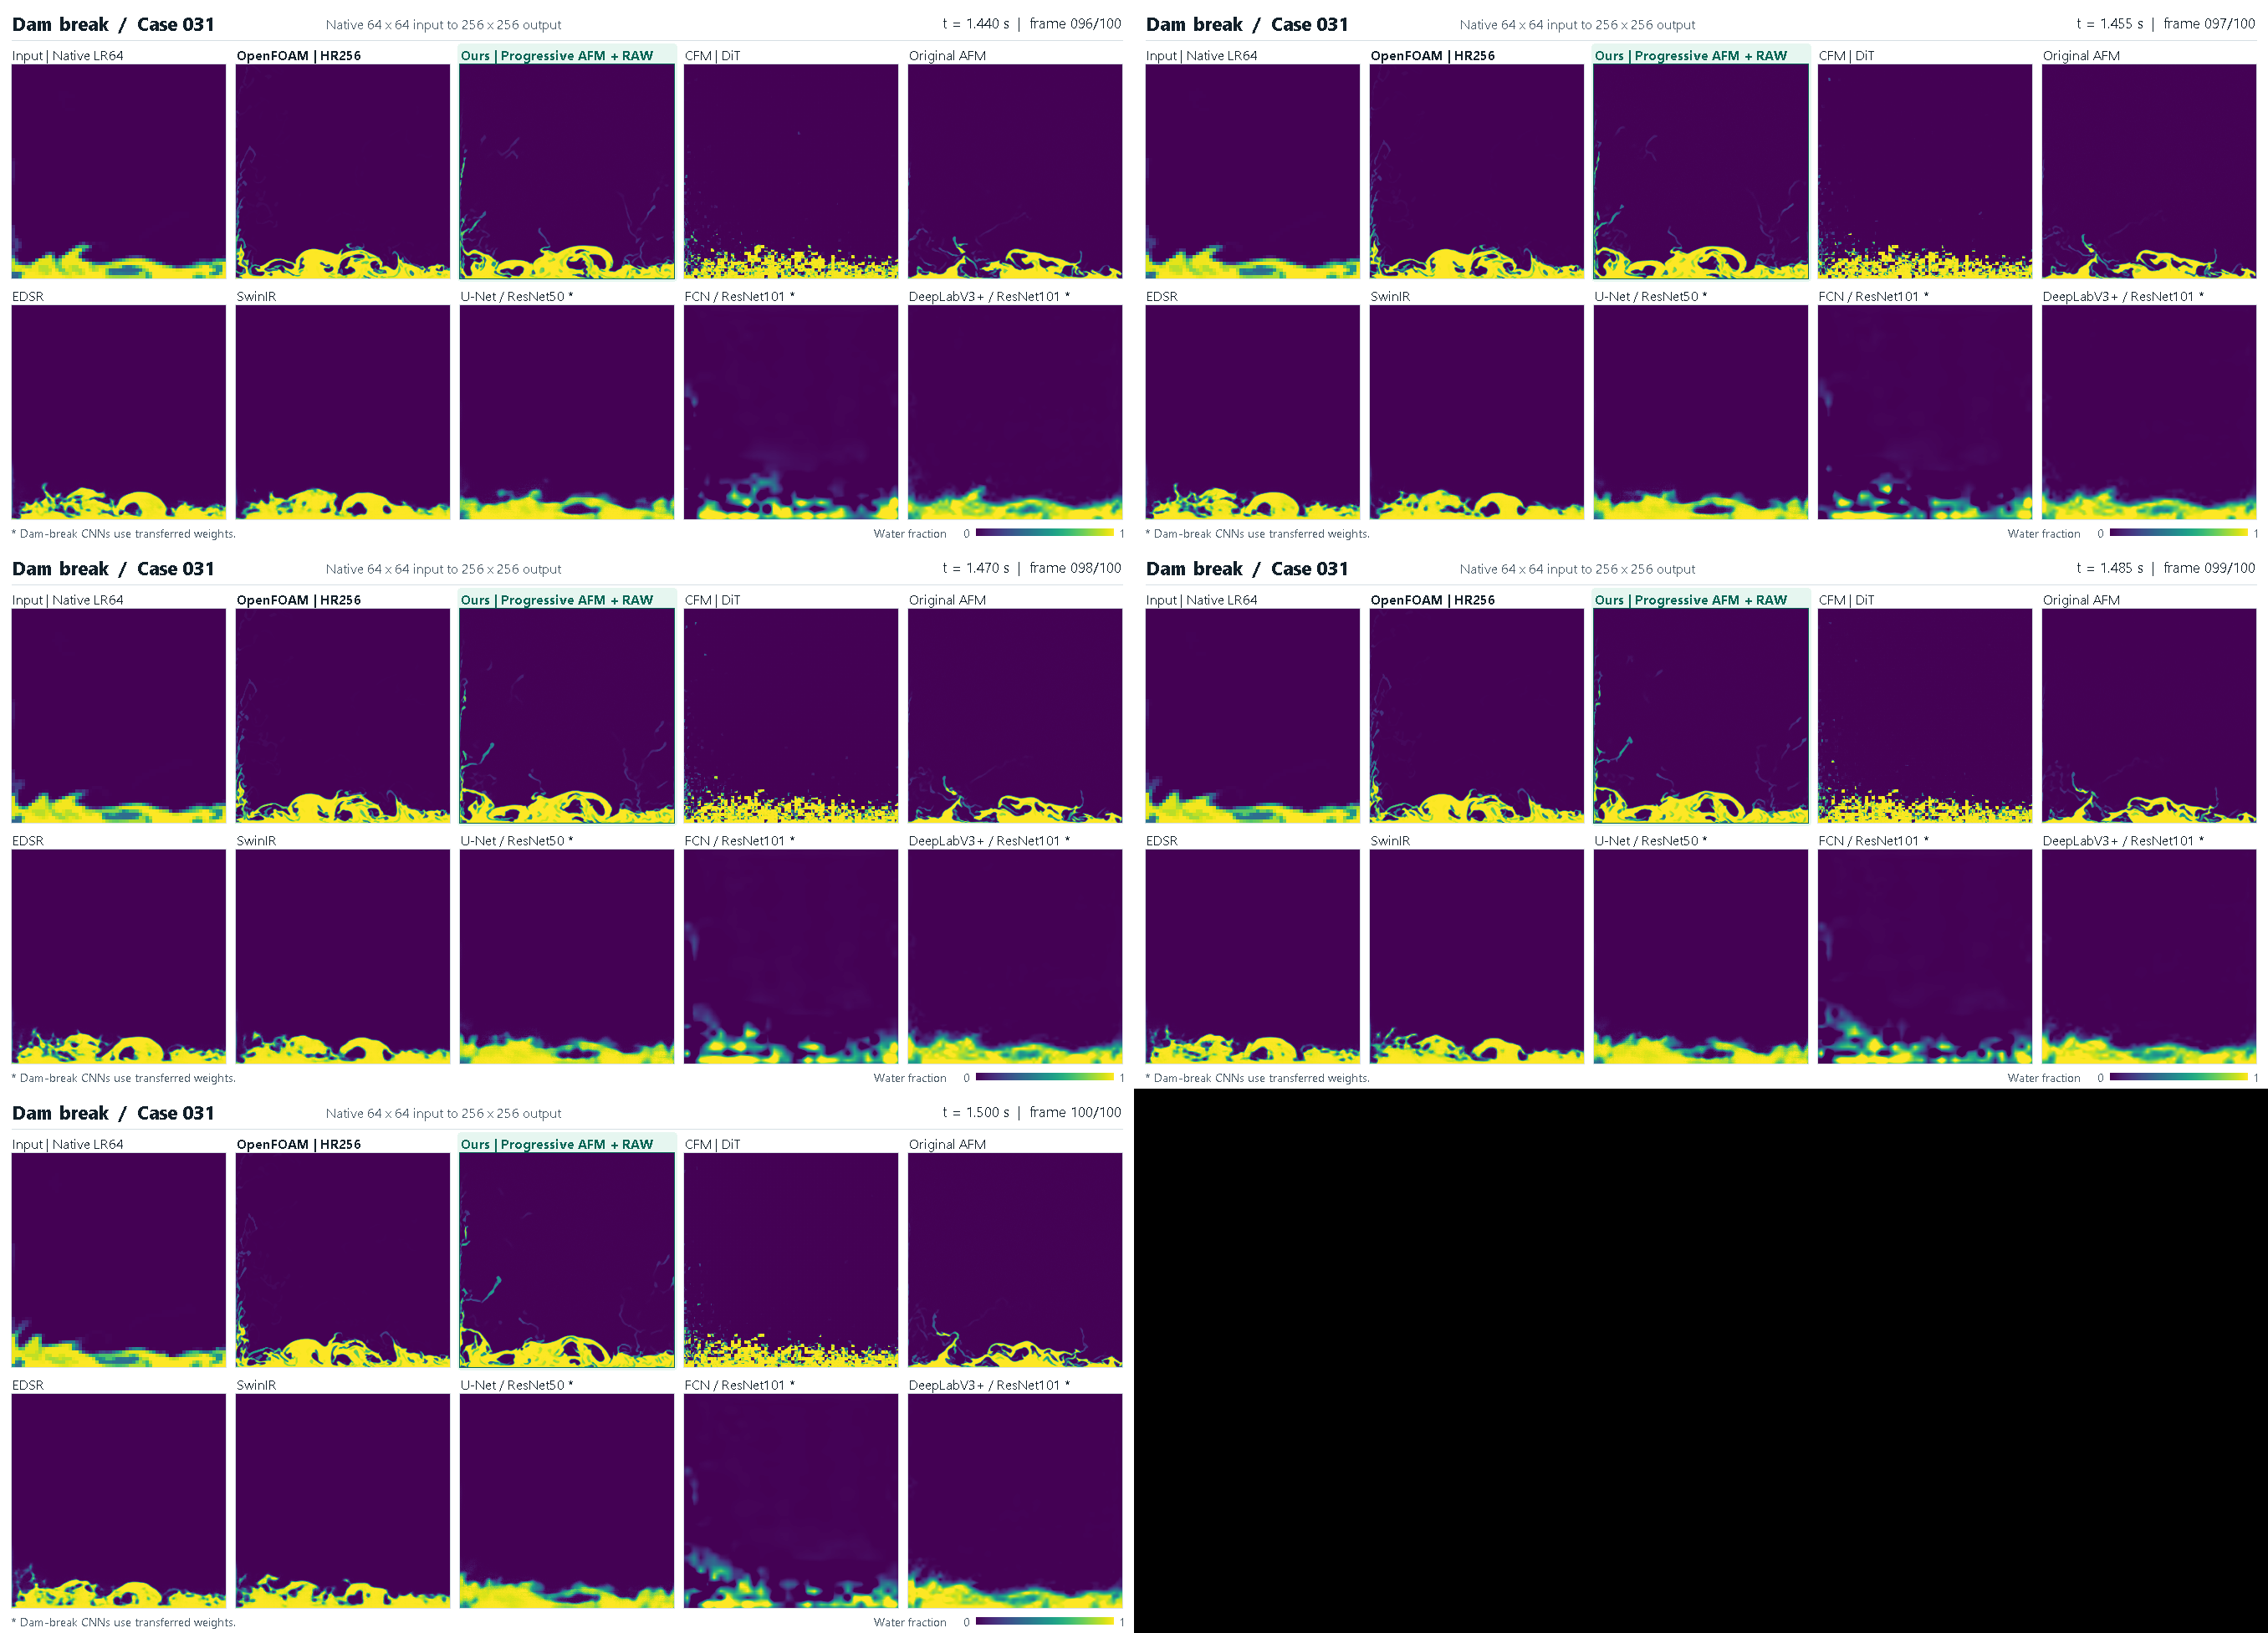 Dam break / Case 031 Native 64 x 64 input to 256 x 256 output t = 1.440 s | frame 096/100
Input | Native LR64 OpenFOAM | HR256 Ours | Progressive AFM + RAW CFM | DiT Original AFM
EDSR SwinIR U-Net / ResNet50 * FCN / ResNet101 * DeepLabV3+ / ResNet101 *
* Dam-break CNNs use transferred weights. Water fraction 0 1
Dam break / Case 031 Native 64 x 64 input to 256 x 256 output t = 1.455 s | frame 097/100
Input | Native LR64 OpenFOAM | HR256 Ours | Progressive AFM + RAW CFM | DiT Original AFM
EDSR SwinIR U-Net / ResNet50 * FCN / ResNet101 * DeepLabV3+ / ResNet101 *
* Dam-break CNNs use transferred weights. Water fraction 0 1
Dam break / Case 031 Native 64 x 64 input to 256 x 256 output t = 1.470 s | frame 098/100
Input | Native LR64 OpenFOAM | HR256 Ours | Progressive AFM + RAW CFM | DiT Original AFM
EDSR SwinIR U-Net / ResNet50 * FCN / ResNet101 * DeepLabV3+ / ResNet101 *
* Dam-break CNNs use transferred weights. Water fraction 0 1
Dam break / Case 031 Native 64 x 64 input to 256 x 256 output t = 1.485 s | frame 099/100
Input | Native LR64 OpenFOAM | HR256 Ours | Progressive AFM + RAW CFM | DiT Original AFM
EDSR SwinIR U-Net / ResNet50 * FCN / ResNet101 * DeepLabV3+ / ResNet101 *
* Dam-break CNNs use transferred weights. Water fraction 0 1
Dam break / Case 031 Native 64 x 64 input to 256 x 256 output t = 1.500 s | frame 100/100
Input | Native LR64 OpenFOAM | HR256 Ours | Progressive AFM + RAW CFM | DiT Original AFM
EDSR SwinIR U-Net / ResNet50 * FCN / ResNet101 * DeepLabV3+ / ResNet101 *
* Dam-break CNNs use transferred weights. Water fraction 0 1